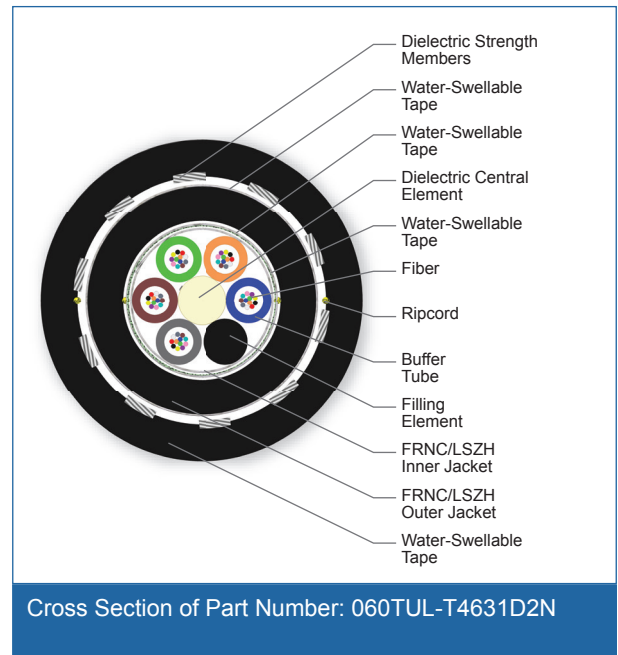 Dielectric Strength
Members
Water-Swellable
Tape
Water-Swellable
Tape
Dielectric Central
Element
Water-Swellable
Tape
Fiber
Ripcord
Buffer
Tube
Filling
Element
FRNC/LSZH
Inner Jacket
FRNC/LSZH
Outer Jacket
Water-Swellable
Tape
Cross Section of Part Number: 060TUL-T4631D2N